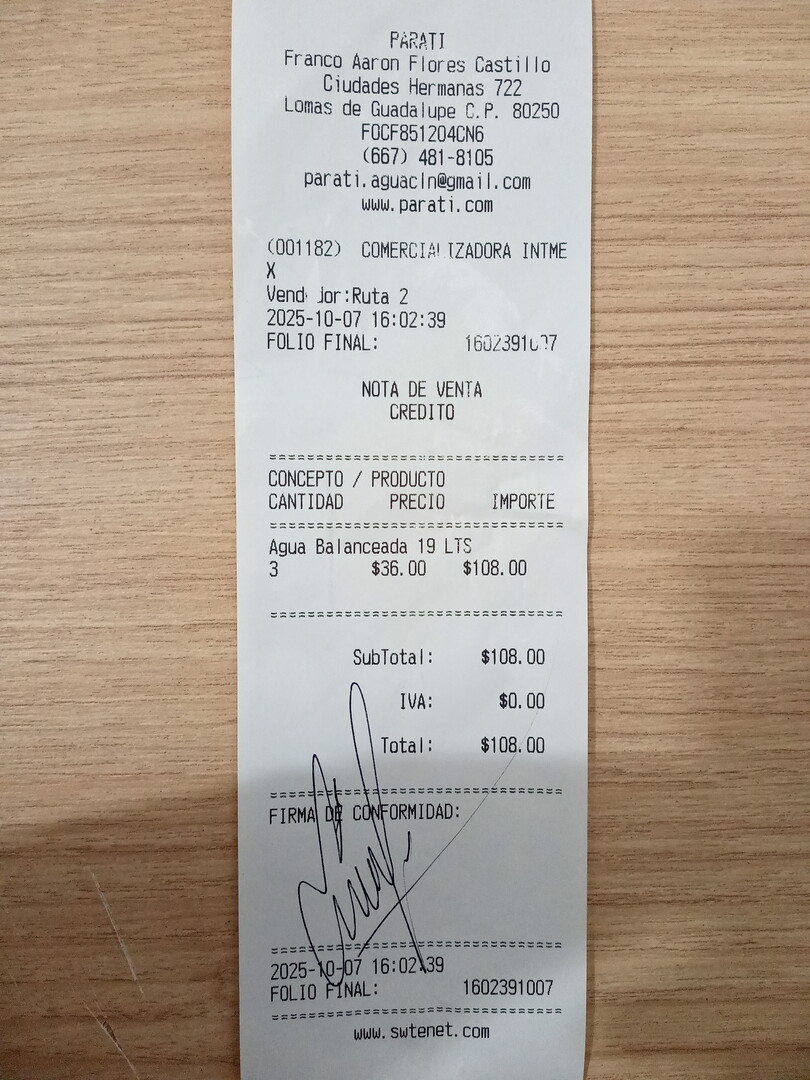 PARATI
Franco Aaron Flores Castillo
Ciudades Hermanas 722
Lomas de Guadalupe C.P. 80250
FOCF851204CN6
(667) 481-8105
parati.aguacln@gmail.com
www.parati.com
(001182) COMERCIALIZADORA INTME
X
Vendedor:Ruta 2
2025-10-07 16:02:39
FOLIO FINAL: 1602391007
NOTA DE VENTA
CREDITO
================================
CONCEPTO / PRODUCTO
CANTIDAD PRECIO IMPORTE
================================
Agua Balanceada 19 LTS
3 $36.00 $108.00
================================
SubTotal: $108.00
IVA: $0.00
Total: $108.00
================================
FIRMA DE CONFORMIDAD:
================================
2025-10-07 16:02:39
FOLIO FINAL: 1602391007
================================
www.swtenet.com